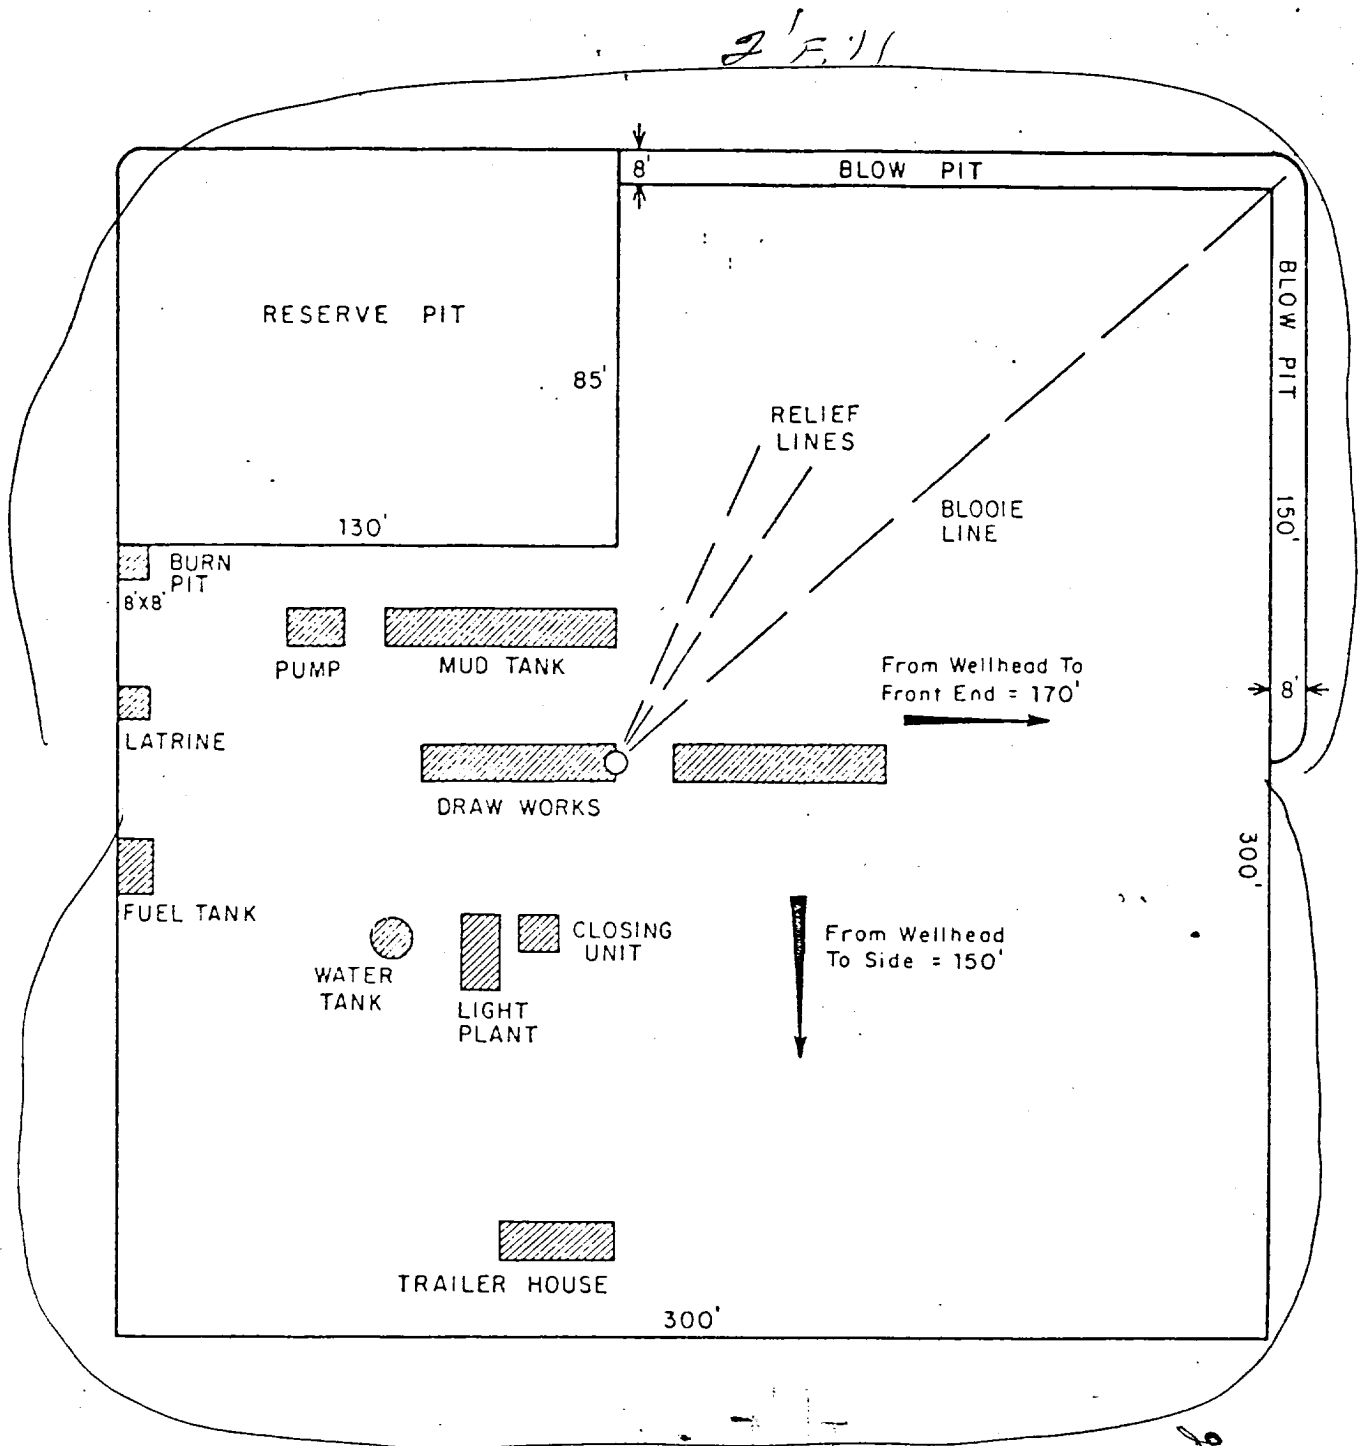 2' Fill
8'
BLOW PIT
BLOW PIT
RESERVE PIT
85'
RELIEF
LINES
BLOOIE
LINE
150'
130'
BURN
PIT
8'X8'
PUMP
MUD TANK
From Wellhead To
Front End = 170'
8'
LATRINE
DRAW WORKS
300'
FUEL TANK
CLOSING
UNIT
From Wellhead
To Side = 150'
WATER
TANK
LIGHT
PLANT
TRAILER HOUSE
300'